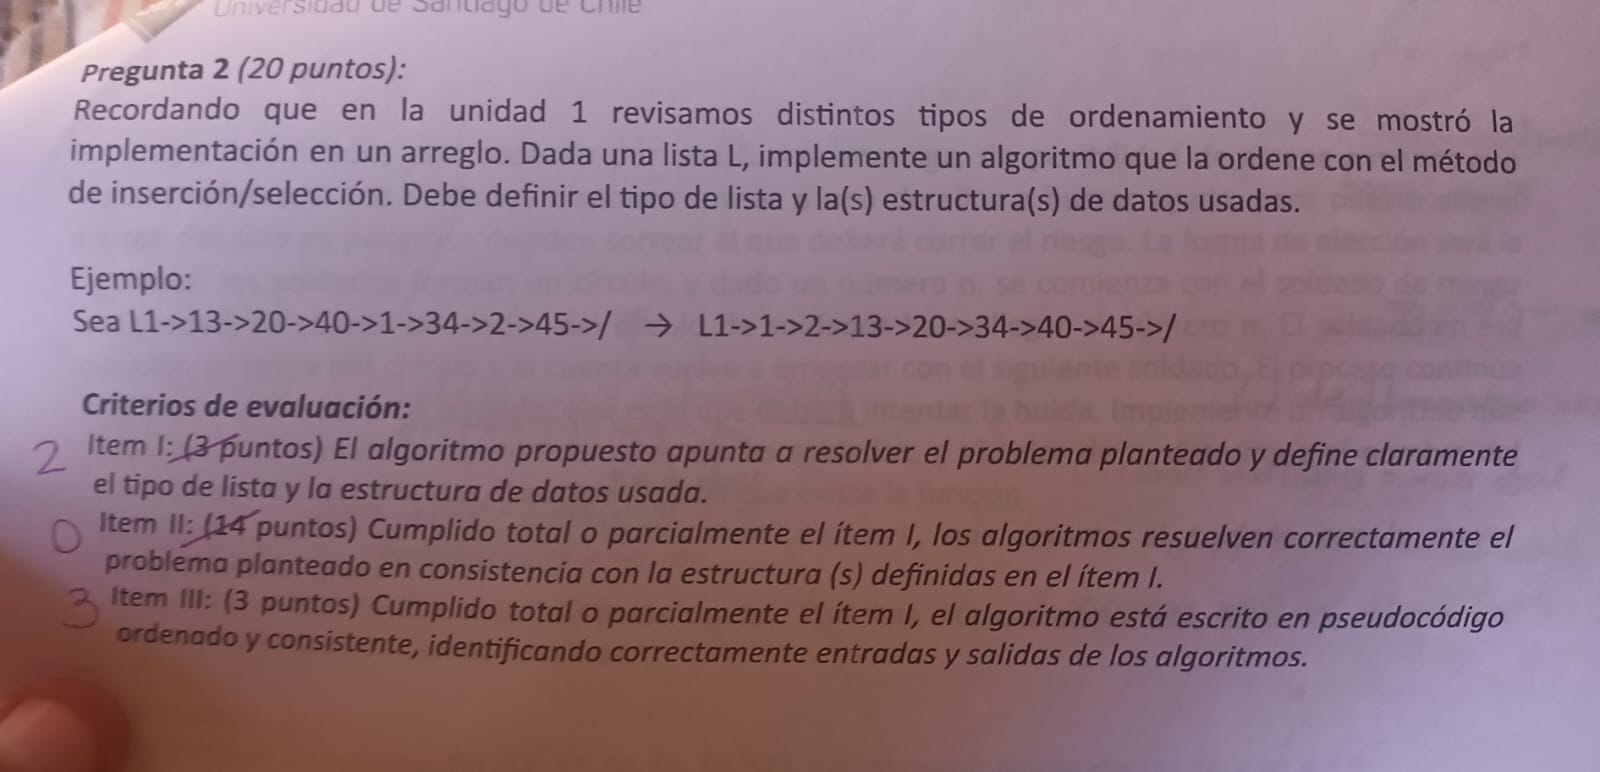 Universidad de Santiago de Chile
Pregunta 2 (20 puntos):
Recordando que en la unidad 1 revisamos distintos tipos de ordenamiento y se mostró la
implementación en un arreglo. Dada una lista L, implemente un algoritmo que la ordene con el método
de inserción/selección. Debe definir el tipo de lista y la(s) estructura(s) de datos usadas.
Ejemplo:
Sea L1->13->20->40->1->34->2->45->/ → L1->1->2->13->20->34->40->45->/
Criterios de evaluación:
2 Item I: (3 puntos) El algoritmo propuesto apunta a resolver el problema planteado y define claramente
el tipo de lista y la estructura de datos usada.
0 Item II: (14 puntos) Cumplido total o parcialmente el ítem I, los algoritmos resuelven correctamente el
problema planteado en consistencia con la estructura (s) definidas en el ítem I.
3 Item III: (3 puntos) Cumplido total o parcialmente el ítem I, el algoritmo está escrito en pseudocódigo
ordenado y consistente, identificando correctamente entradas y salidas de los algoritmos.